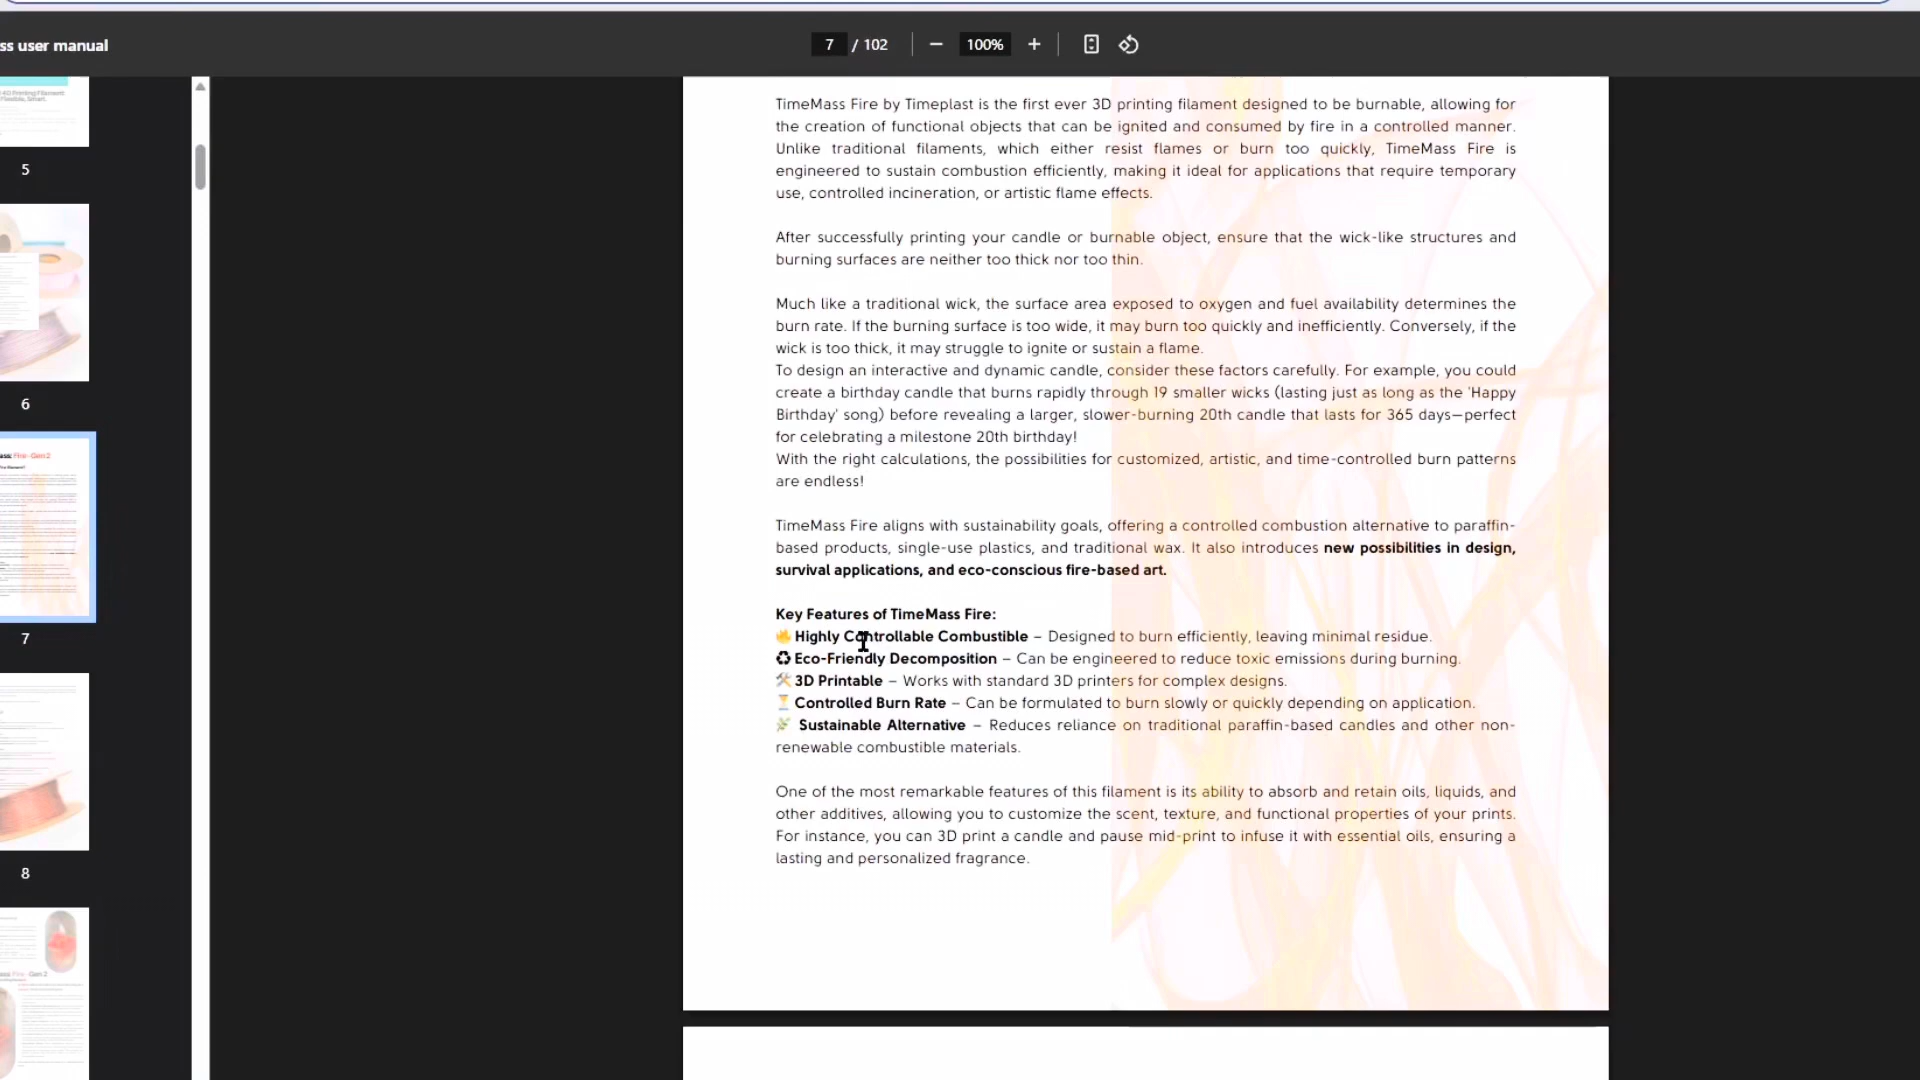 ss user manual
7 / 102
100%
4D Printing Filament
Flexible, Smart.
5
6
ass: Fire - Gen 2
7
8
ass: Fire - Gen 2
TimeMass Fire by Timeplast is the first ever 3D printing filament designed to be burnable, allowing for
the creation of functional objects that can be ignited and consumed by fire in a controlled manner.
Unlike traditional filaments, which either resist flames or burn too quickly, TimeMass Fire is
engineered to sustain combustion efficiently, making it ideal for applications that require temporary
use, controlled incineration, or artistic flame effects.
After successfully printing your candle or burnable object, ensure that the wick-like structures and
burning surfaces are neither too thick nor too thin.
Much like a traditional wick, the surface area exposed to oxygen and fuel availability determines the
burn rate. If the burning surface is too wide, it may burn too quickly and inefficiently. Conversely, if the
wick is too thick, it may struggle to ignite or sustain a flame.
To design an interactive and dynamic candle, consider these factors carefully. For example, you could
create a birthday candle that burns rapidly through 19 smaller wicks (lasting just as long as the 'Happy
Birthday' song) before revealing a larger, slower-burning 20th candle that lasts for 365 days—perfect
for celebrating a milestone 20th birthday!
With the right calculations, the possibilities for customized, artistic, and time-controlled burn patterns
are endless!
TimeMass Fire aligns with sustainability goals, offering a controlled combustion alternative to paraffin-
based products, single-use plastics, and traditional wax. It also introduces new possibilities in design,
survival applications, and eco-conscious fire-based art.
Key Features of TimeMass Fire:
🔥 Highly Controllable Combustible – Designed to burn efficiently, leaving minimal residue.
♻ Eco-Friendly Decomposition – Can be engineered to reduce toxic emissions during burning.
🛠 3D Printable – Works with standard 3D printers for complex designs.
⏳ Controlled Burn Rate – Can be formulated to burn slowly or quickly depending on application.
🌿 Sustainable Alternative – Reduces reliance on traditional paraffin-based candles and other non-
renewable combustible materials.
One of the most remarkable features of this filament is its ability to absorb and retain oils, liquids, and
other additives, allowing you to customize the scent, texture, and functional properties of your prints.
For instance, you can 3D print a candle and pause mid-print to infuse it with essential oils, ensuring a
lasting and personalized fragrance.